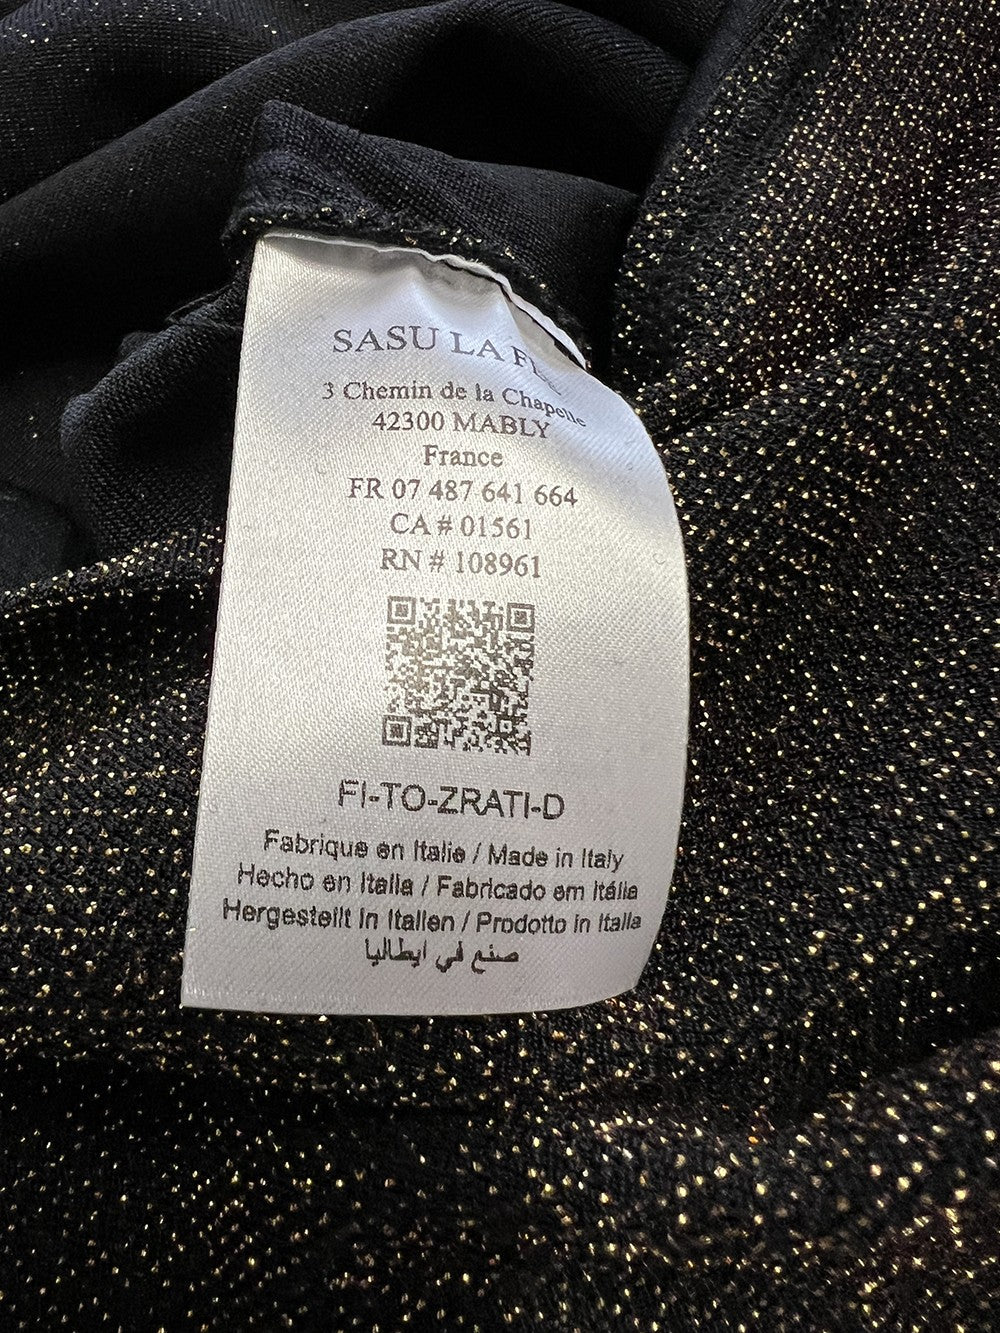 SASU LA
3 Chemin de la Chapelle
42300 MABLY
France
FR 07 487 641 664
CA # 01561
RN # 108961
FI-TO-ZRATI-D
Fabrique en Italie / Made in Italy
Hecho en Italia / Fabricado em Itália
Hergestellt in Italien / Prodotto in Italia
صنع في ايطاليا